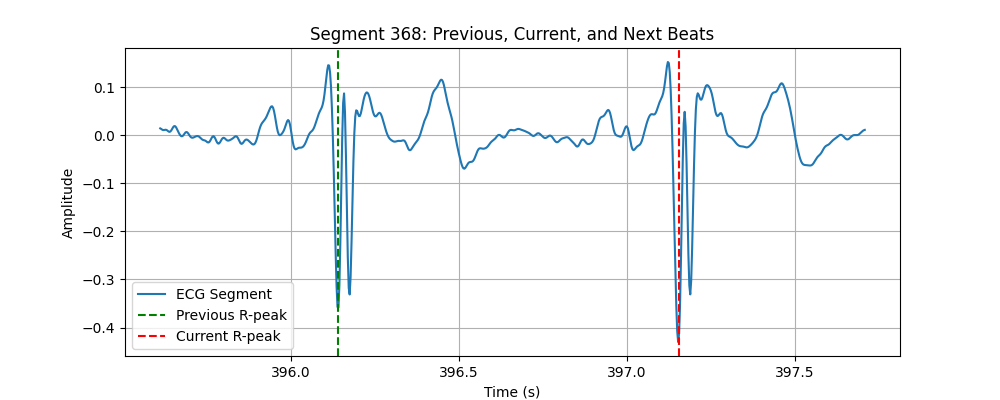 Segment 368: Previous, Current, and Next Beats
Amplitude
0.1
0.0
−0.1
−0.2
−0.3
−0.4
ECG Segment
Previous R-peak
Current R-peak
396.0
396.5
397.0
397.5
Time (s)